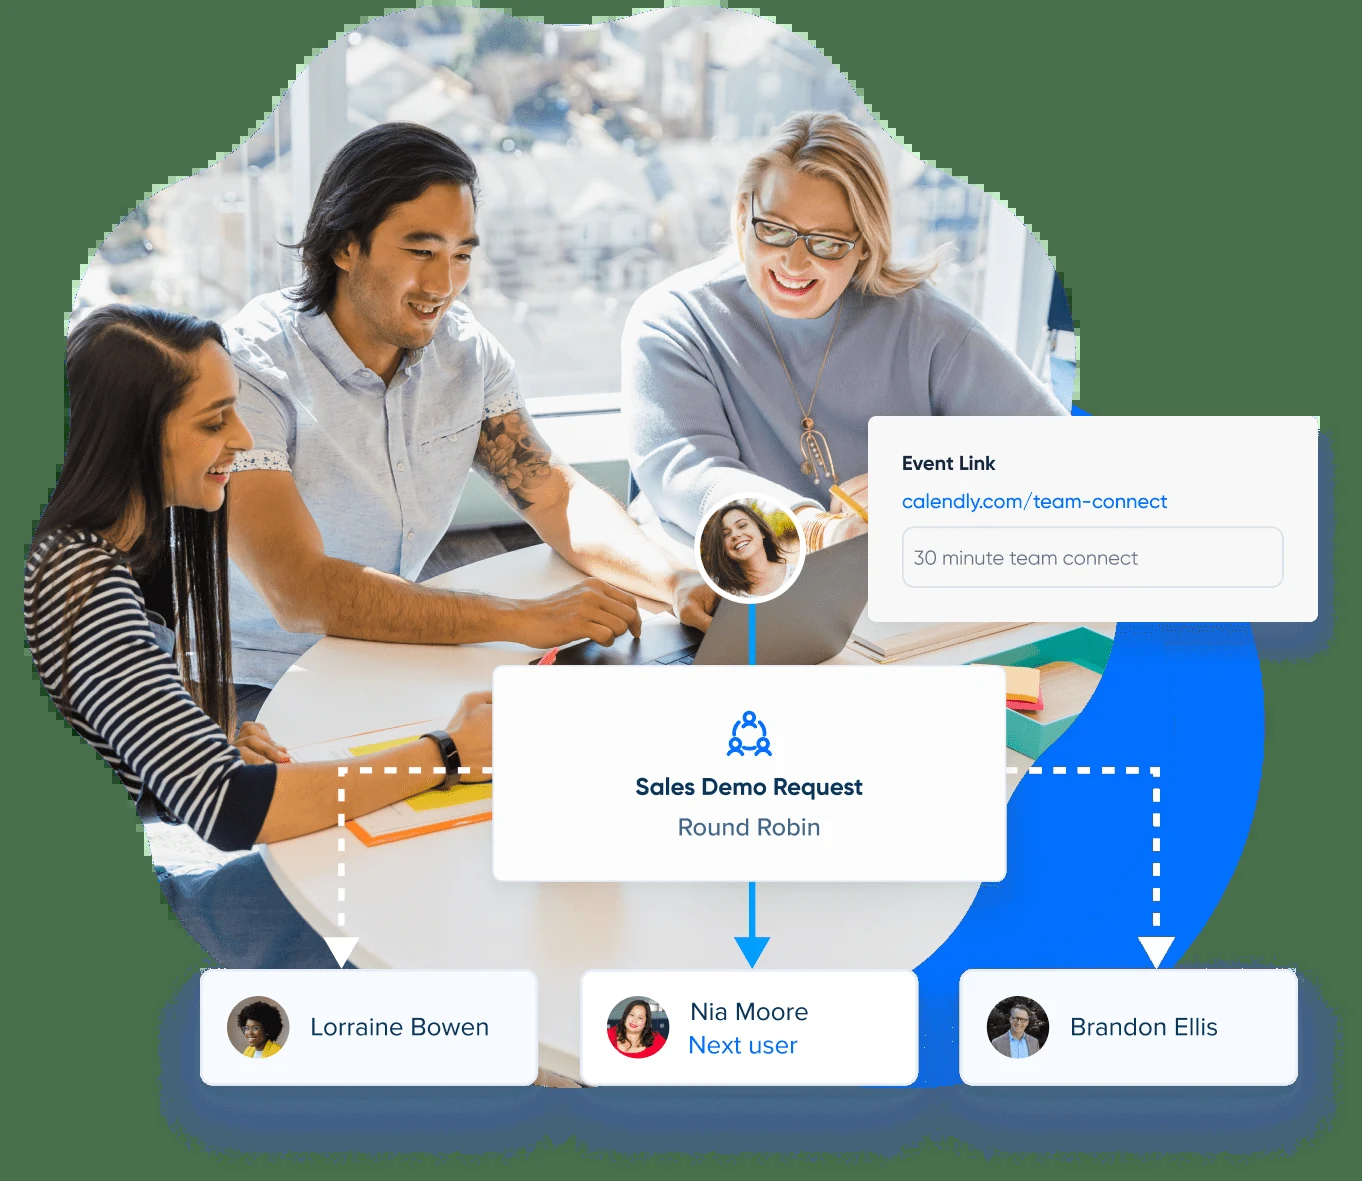 Event Link
calendly.com/team-connect
30 minute team connect
Sales Demo Request
Round Robin
Lorraine Bowen
Nia Moore
Next user
Brandon Ellis